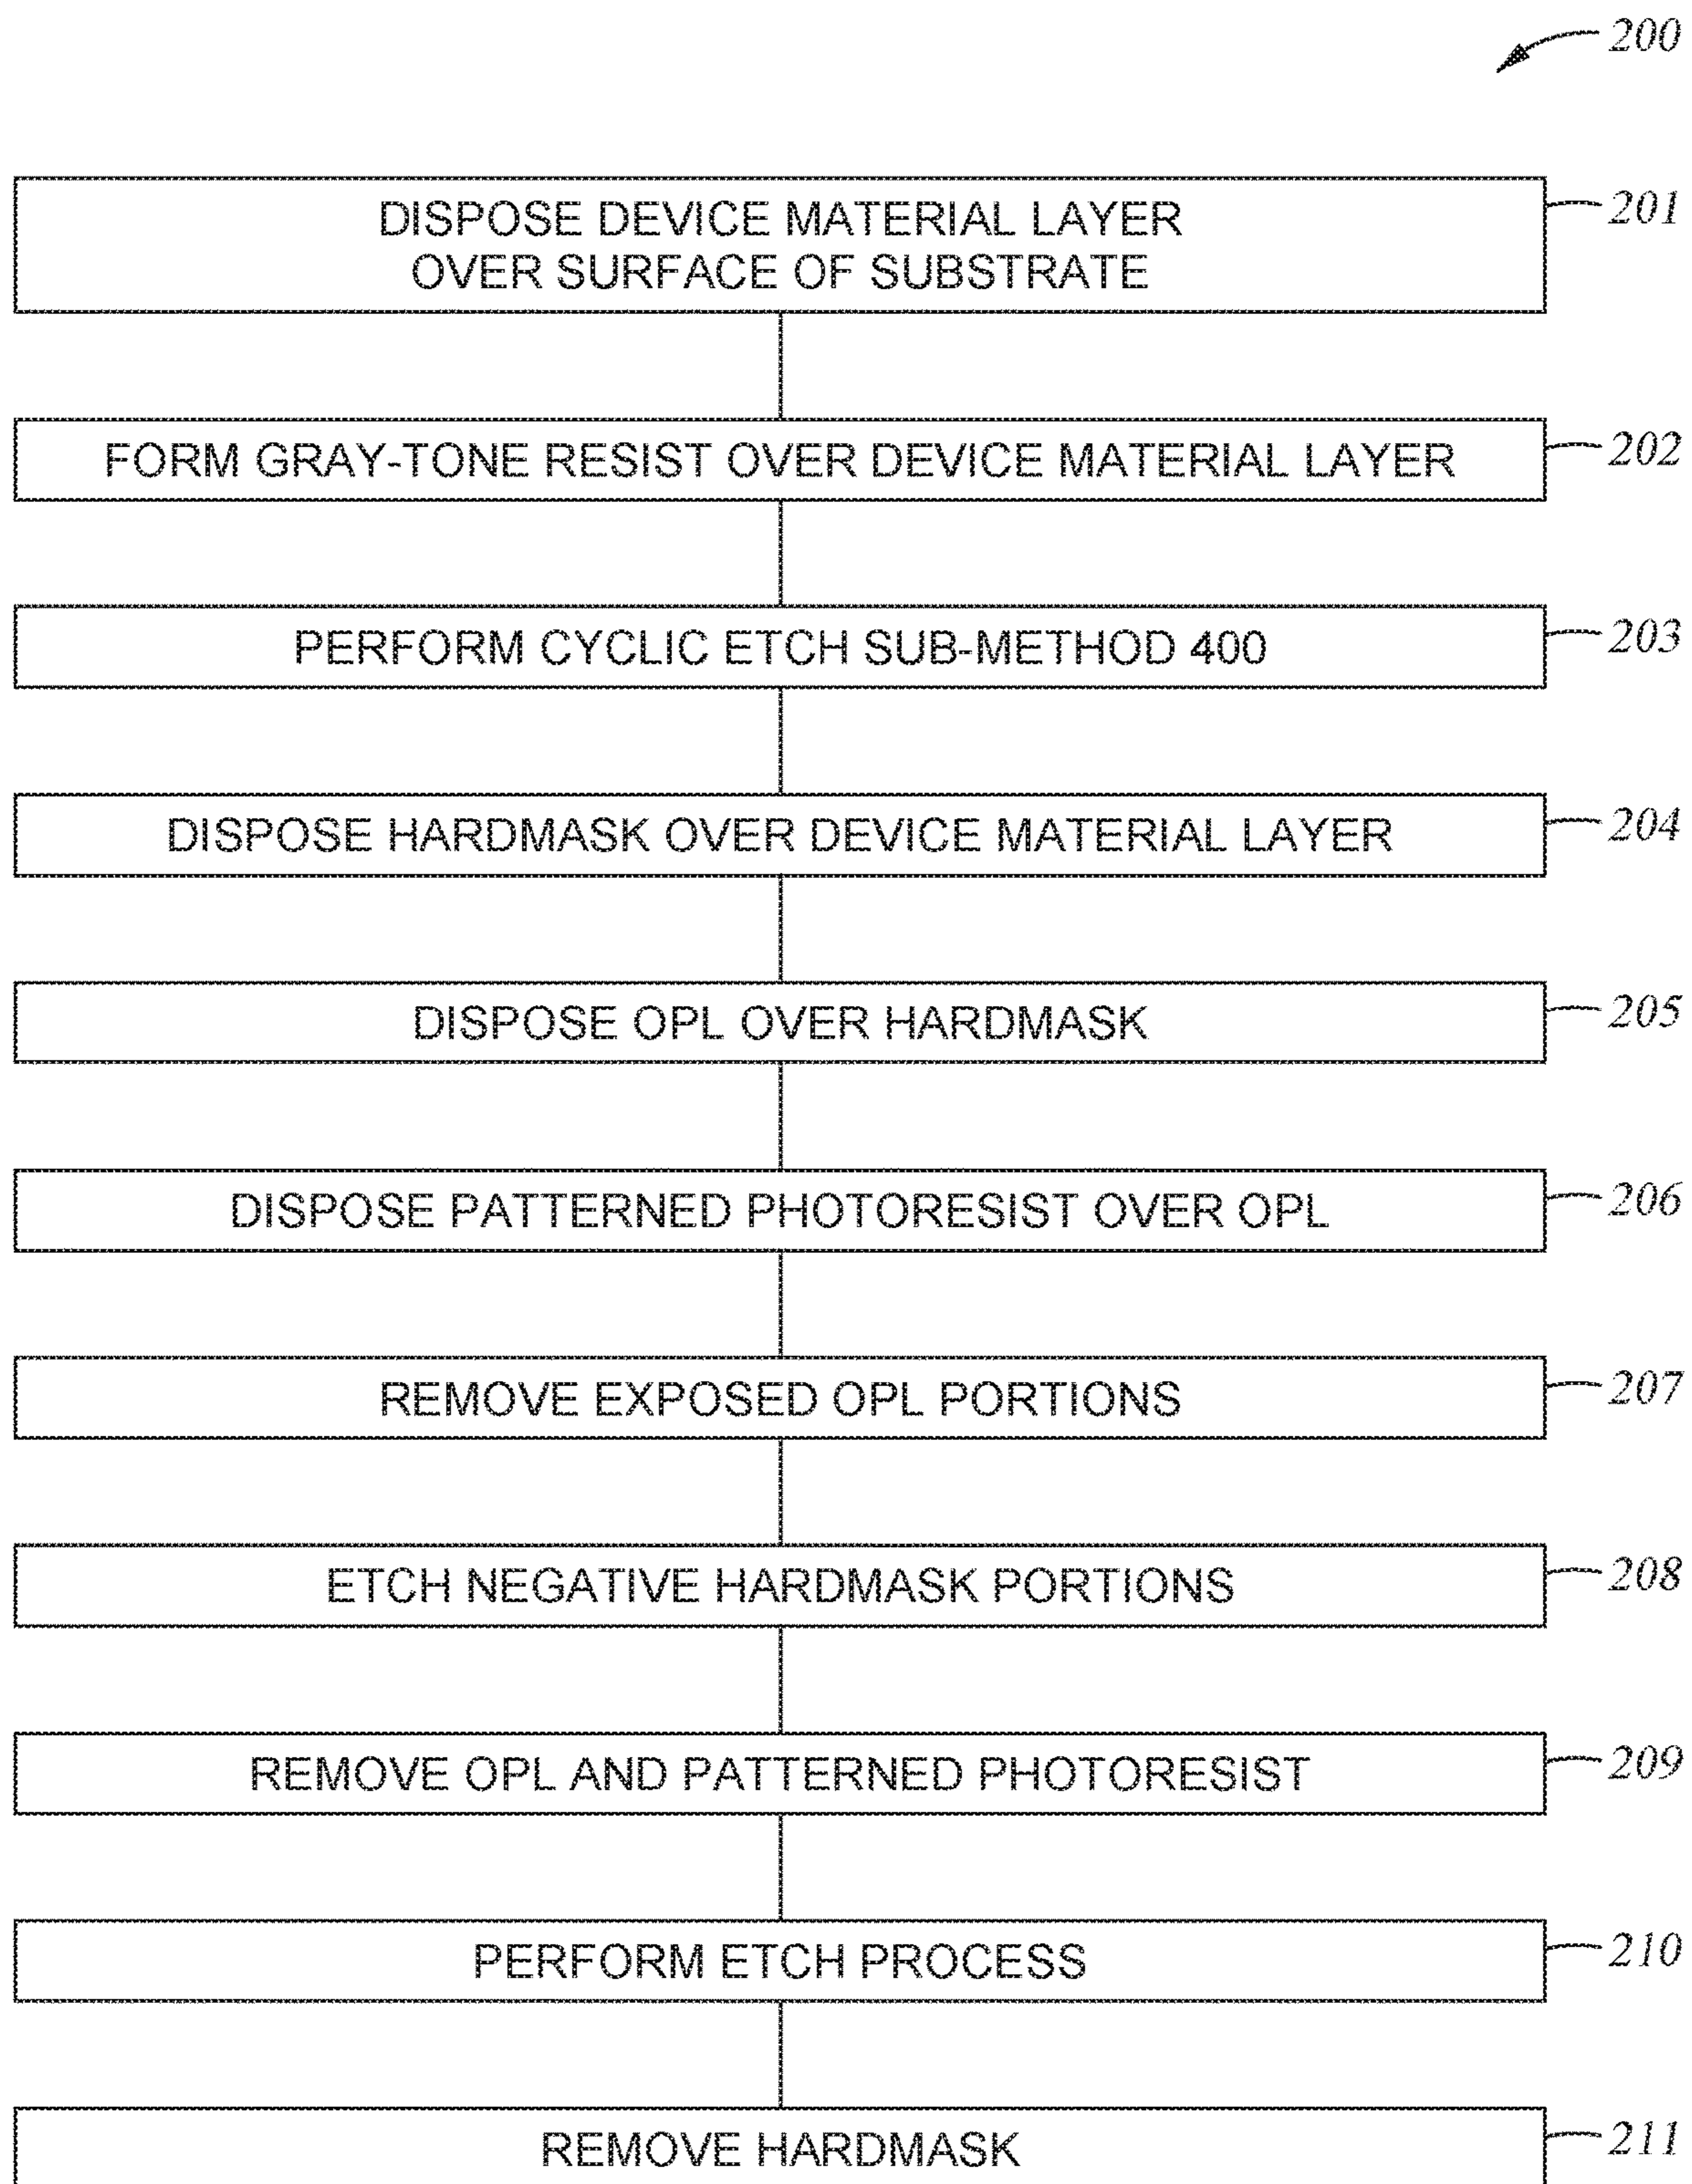 200
DISPOSE DEVICE MATERIAL LAYER
OVER SURFACE OF SUBSTRATE
201
FORM GRAY-TONE RESIST OVER DEVICE MATERIAL LAYER
202
PERFORM CYCLIC ETCH SUB-METHOD 400
203
DISPOSE HARDMASK OVER DEVICE MATERIAL LAYER
204
DISPOSE OPL OVER HARDMASK
205
DISPOSE PATTERNED PHOTORESIST OVER OPL
206
REMOVE EXPOSED OPL PORTIONS
207
ETCH NEGATIVE HARDMASK PORTIONS
208
REMOVE OPL AND PATTERNED PHOTORESIST
209
PERFORM ETCH PROCESS
210
REMOVE HARDMASK
211